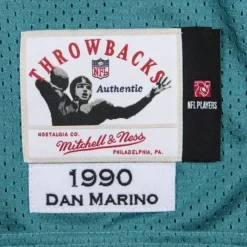 THROWBACKS
NFL
Authentic
NFL PLAYERS
NOSTALGIA CO.
Mitchell & Ness
PHILADELPHIA, PA.
1990
DAN MARINO